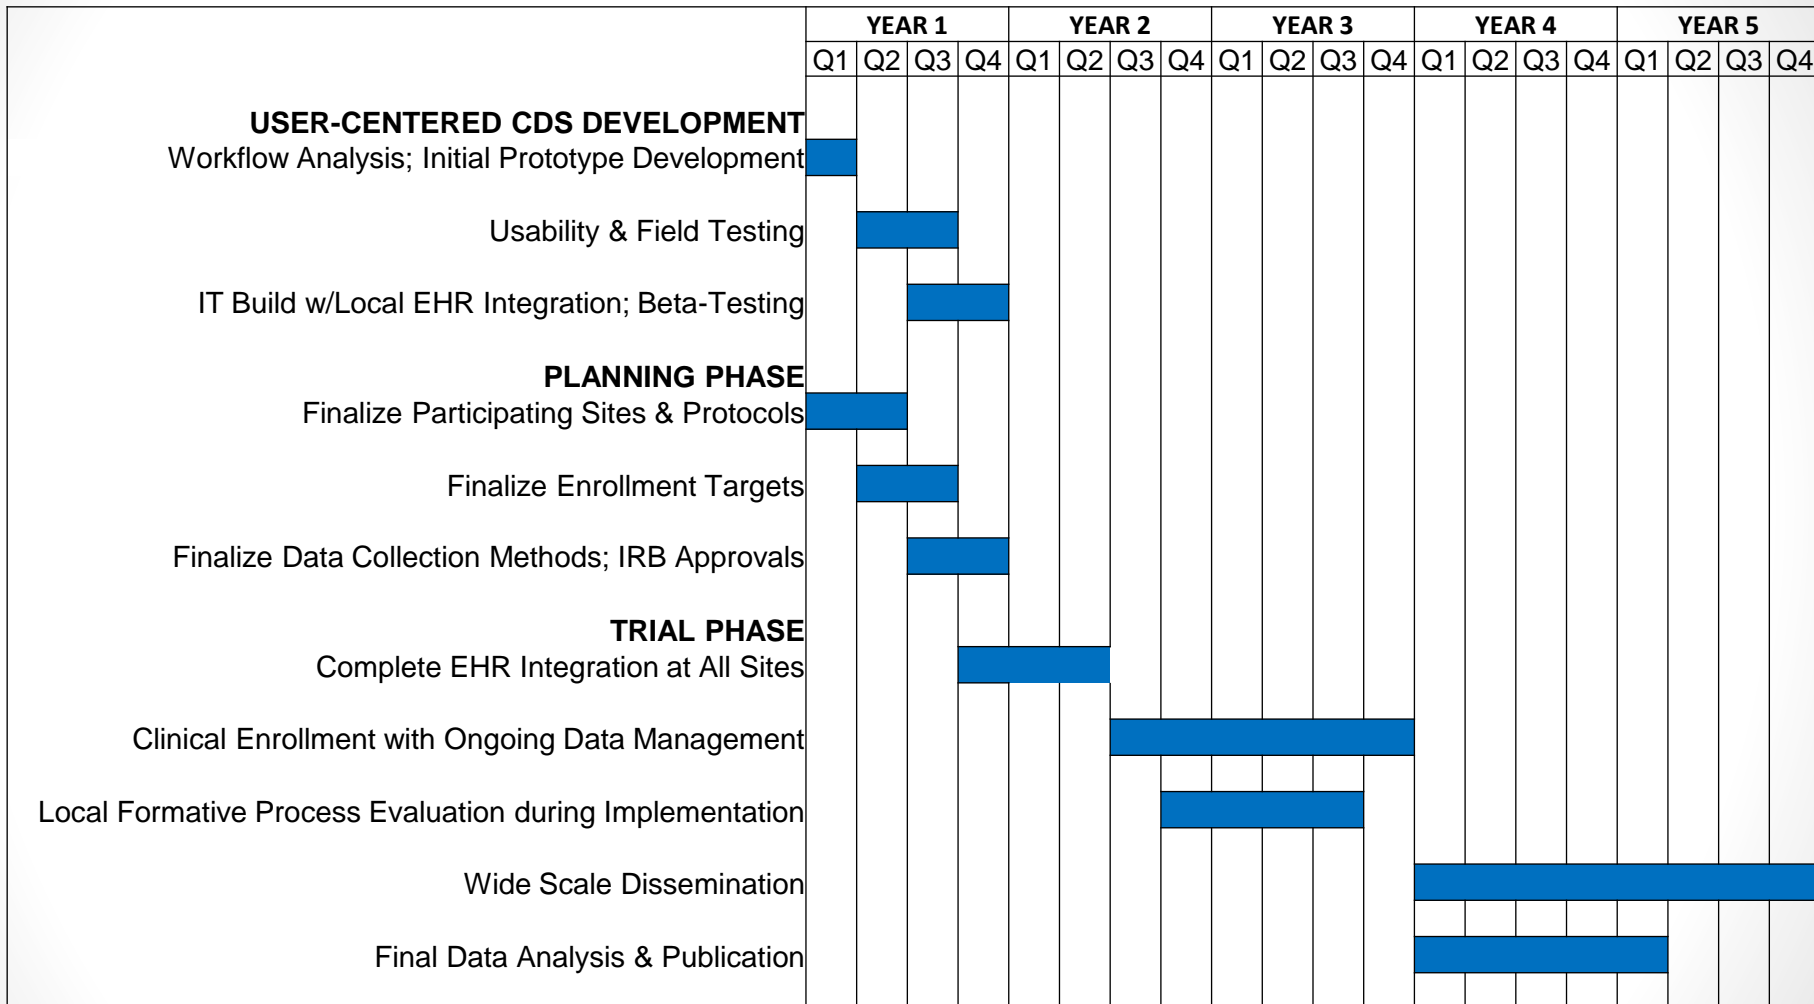 YEAR 1 YEAR 2 YEAR 3 YEAR 4 YEAR 5
Q1 Q2 Q3 Q4 Q1 Q2 Q3 Q4 Q1 Q2 Q3 Q4 Q1 Q2 Q3 Q4 Q1 Q2 Q3 Q4
USER-CENTERED CDS DEVELOPMENT
Workflow Analysis; Initial Prototype Development
Usability & Field Testing
IT Build w/Local EHR Integration; Beta-Testing
PLANNING PHASE
Finalize Participating Sites & Protocols
Finalize Enrollment Targets
Finalize Data Collection Methods; IRB Approvals
TRIAL PHASE
Complete EHR Integration at All Sites
Clinical Enrollment with Ongoing Data Management
Local Formative Process Evaluation during Implementation
Wide Scale Dissemination
Final Data Analysis & Publication